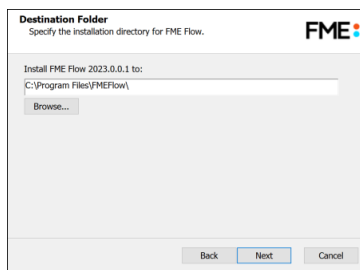 Destination Folder
Specify the installation directory for FME Flow.
FME
Install FME Flow 2023.0.0.1 to:
C:\Program Files\FMEFlow\
Browse...
Back Next Cancel